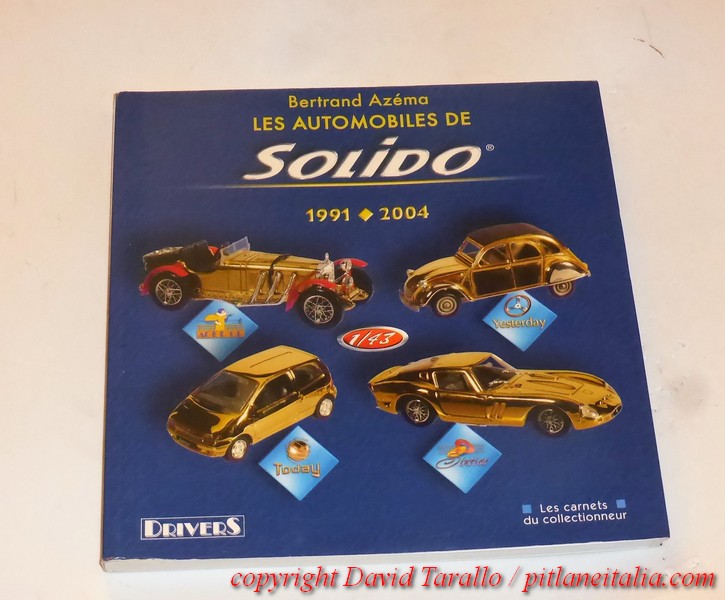 Bertrand Azéma
LES AUTOMOBILES DE
SOLIDO®
1991 ◆ 2004
1/43
Yesterday
Today
DRIVERS
Les carnets
du collectionneur
copyright David Tarallo / pitlaneitalia.com